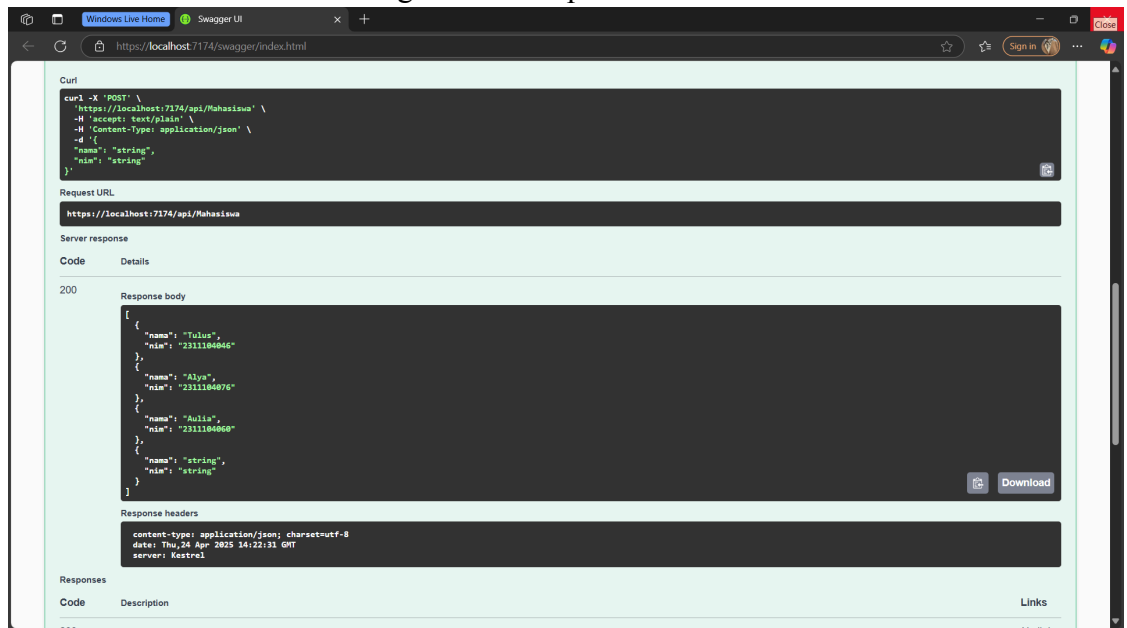 Windows Live Home
Swagger UI
Close
https://localhost:7174/swagger/index.html
Sign in
Curl
curl -X 'POST' \
'https://localhost:7174/api/Mahasiswa' \
-H 'accept: text/plain' \
-H 'Content-Type: application/json' \
-d '{
"nama": "string",
"nim": "string"
}'
Request URL
https://localhost:7174/api/Mahasiswa
Server response
Code Details
200
Response body
[
{
"nama": "Tulus",
"nim": "2311104046"
},
{
"nama": "Alya",
"nim": "2311104076"
},
{
"nama": "Aulia",
"nim": "2311104060"
},
{
"nama": "string",
"nim": "string"
}
]
Download
Response headers
content-type: application/json; charset=utf-8
date: Thu,24 Apr 2025 14:22:31 GMT
server: Kestrel
Responses
Code Description Links